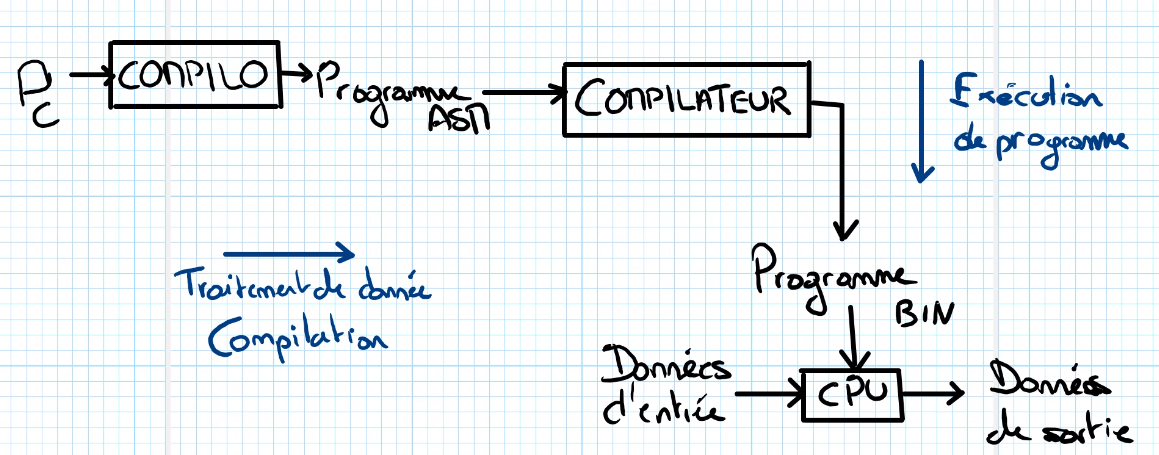 P
C
COMPILO
Programme
ASM
COMPILATEUR
Exécution
de programme
Traitement de donnée
Compilation
Programme
BIN
Données
d'entrée
CPU
Données
de sortie